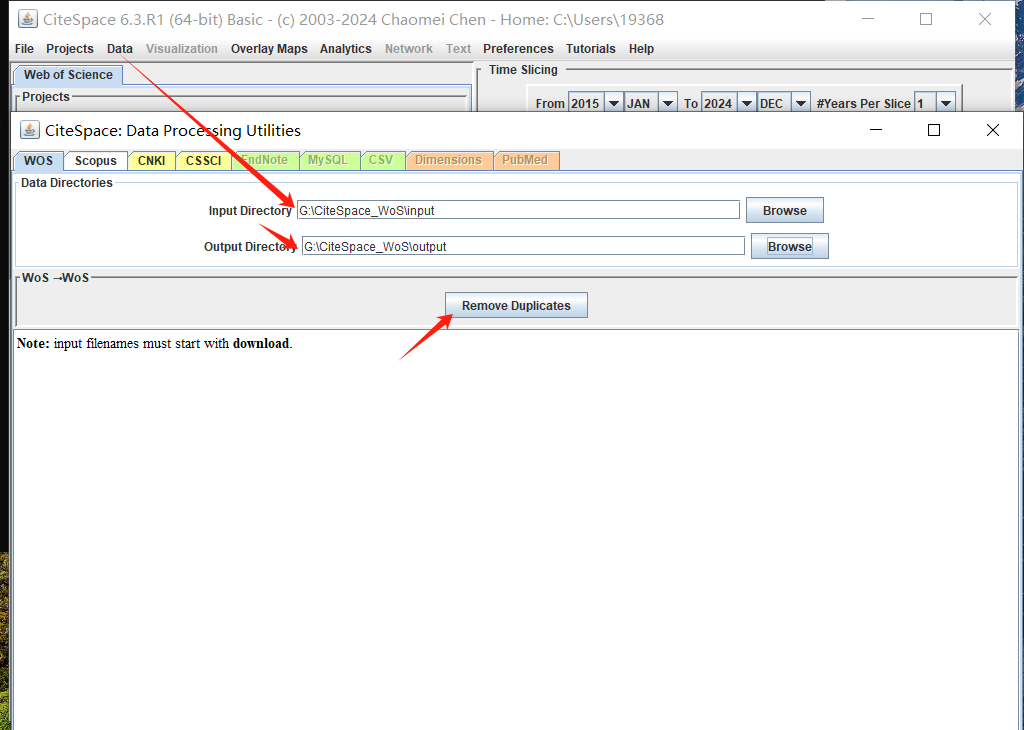 CiteSpace 6.3.R1 (64-bit) Basic - (c) 2003-2024 Chaomei Chen - Home: C:\Users\19368
File Projects Data Visualization Overlay Maps Analytics Network Text Preferences Tutorials Help
Web of Science
Time Slicing
Projects
From 2015 JAN To 2024 DEC #Years Per Slice 1
CiteSpace: Data Processing Utilities
WOS Scopus CNKI CSSCI EndNote MySQL CSV Dimensions PubMed
Data Directories
Input Directory G:\CiteSpace_WoS\input Browse
Output Directory G:\CiteSpace_WoS\output Browse
WoS →WoS
Remove Duplicates
Note: input filenames must start with download.